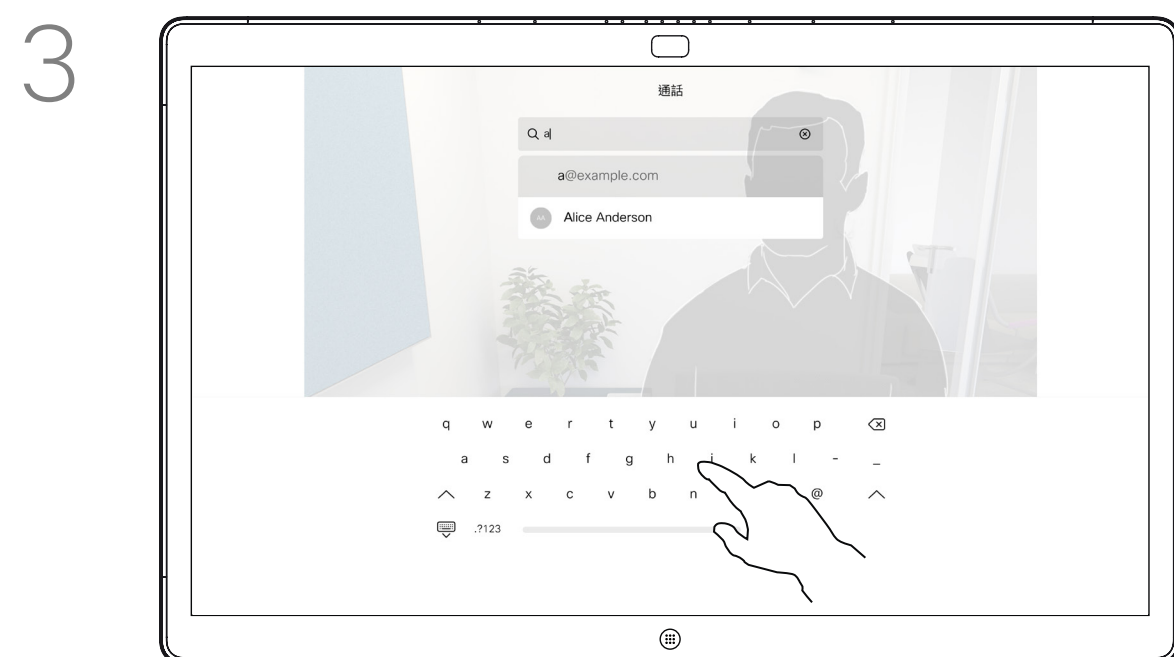 3
通話
a
a@example.com
AA Alice Anderson
q w e r t y u i o p
a s d f g h j k l - _
z x c v b n @
.?123